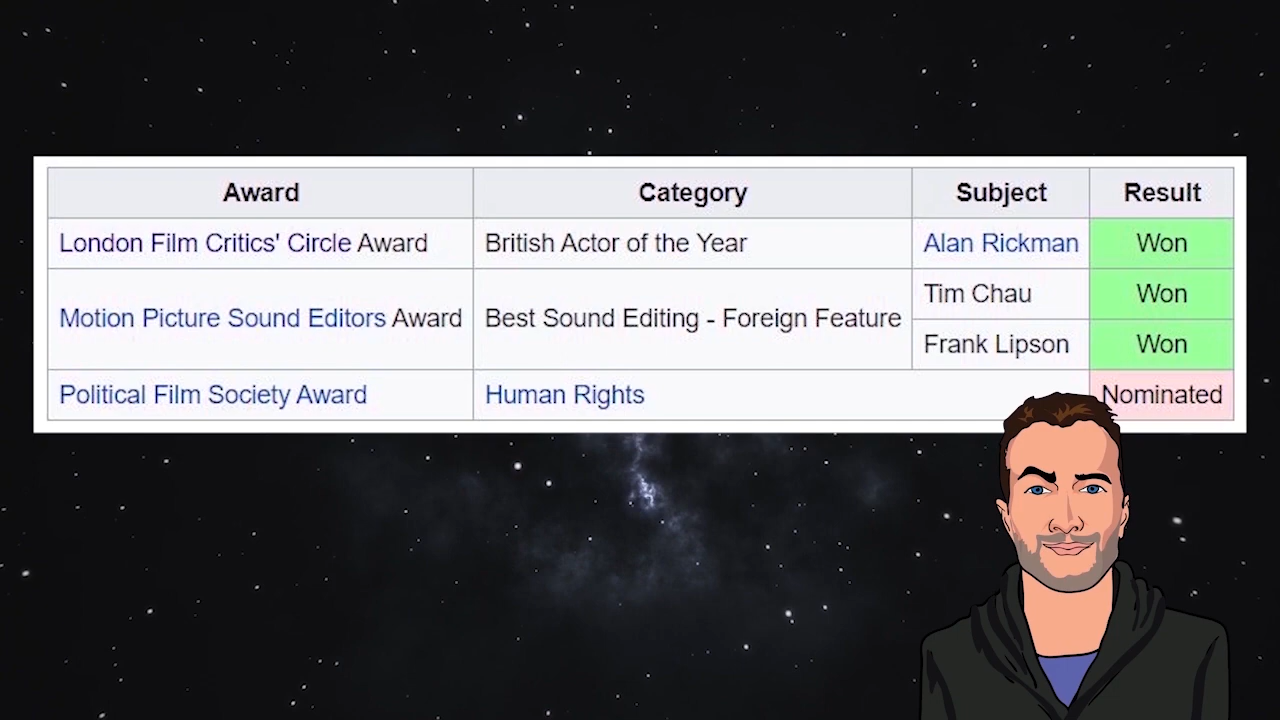 Award Category Subject Result
London Film Critics' Circle Award British Actor of the Year Alan Rickman Won
Motion Picture Sound Editors Award Best Sound Editing - Foreign Feature Tim Chau Won
Frank Lipson Won
Political Film Society Award Human Rights Nominated